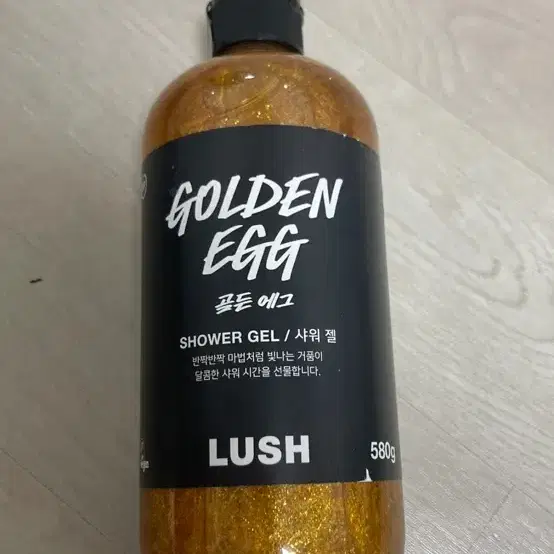 GOLDEN
EGG
골든 에그
SHOWER GEL / 샤워 젤
반짝반짝 마법처럼 빛나는 거품이
달콤한 샤워 시간을 선물합니다.
LUSH
580g